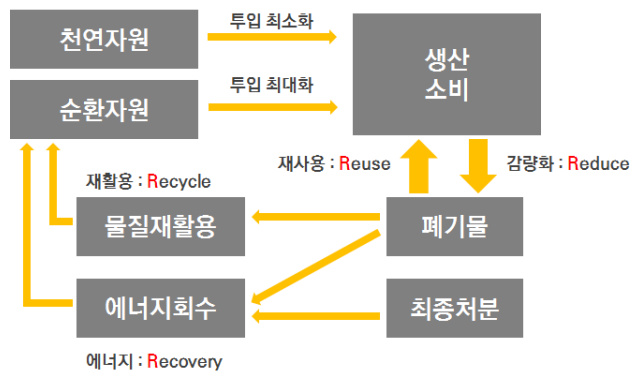 천연자원
투입 최소화
생산
소비
순환자원
투입 최대화
재사용 : Reuse
감량화 : Reduce
재활용 : Recycle
물질재활용
폐기물
에너지회수
최종처분
에너지 : Recovery